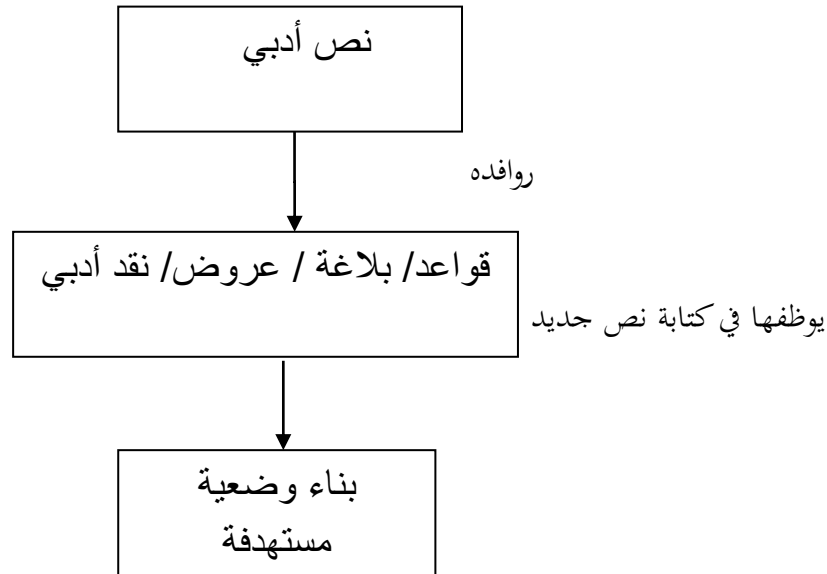 نص أدبي
روافده
قواعد/ بلاغة / عروض/ نقد أدبي
يوظفها في كتابة نص جديد
بناء وضعية
مستهدفة